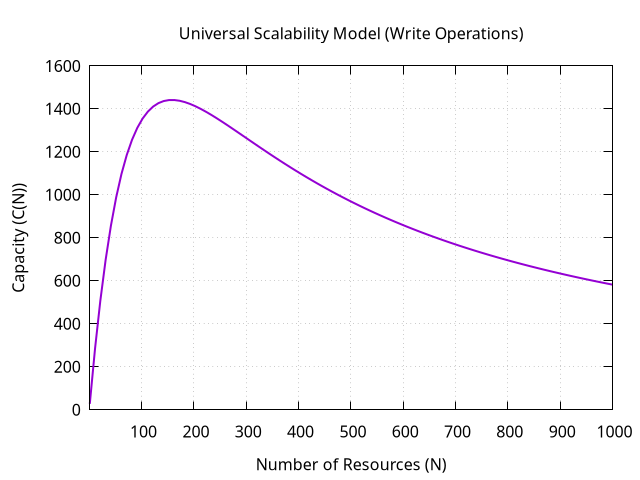 Universal Scalability Model (Write Operations)
1600
1400
1200
1000
800
600
400
200
0
Capacity (C(N))
100 200 300 400 500 600 700 800 900 1000
Number of Resources (N)